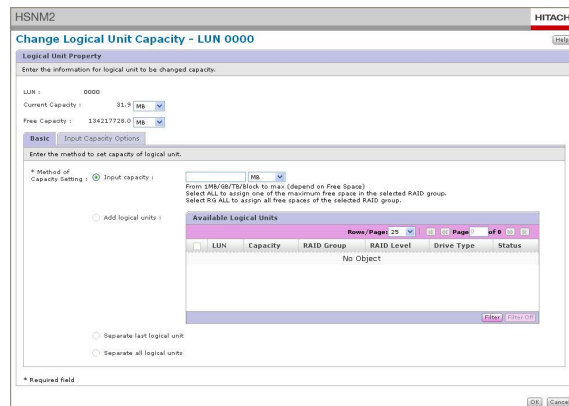 HSNM2
HITACH
Change Logical Unit Capacity - LUN 0000
Help
Logical Unit Property
Enter the information for logical unit to be changed capacity.
LUN : 0000
Current Capacity : 31.9 MB
Free Capacity : 134217728.0 MB
Basic Input Capacity Options
Enter the method to set capacity of logical unit.
* Method of
Capacity Setting : Input capacity : MB
From 1MB/GB/TB/Block to max (depend on Free Space)
Select ALL to assign one of the maximum free space in the selected RAID group.
Select RG ALL to assign all free spaces of the selected RAID group.
Add logical units : Available Logical Units
Rows/Page: 25 Page 0 of 0
LUN Capacity RAID Group RAID Level Drive Type Status
No Object
Filter Filter Off
Separate last logical unit
Separate all logical units
* Required field
OK Cancel